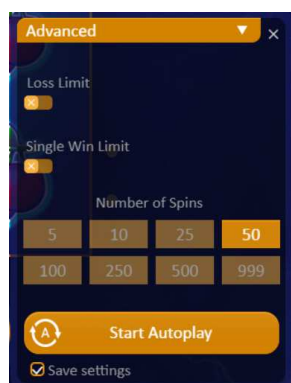 Advanced
Loss Limit
Single Win Limit
Number of Spins
5 10 25 50
100 250 500 999
A Start Autoplay
Save settings